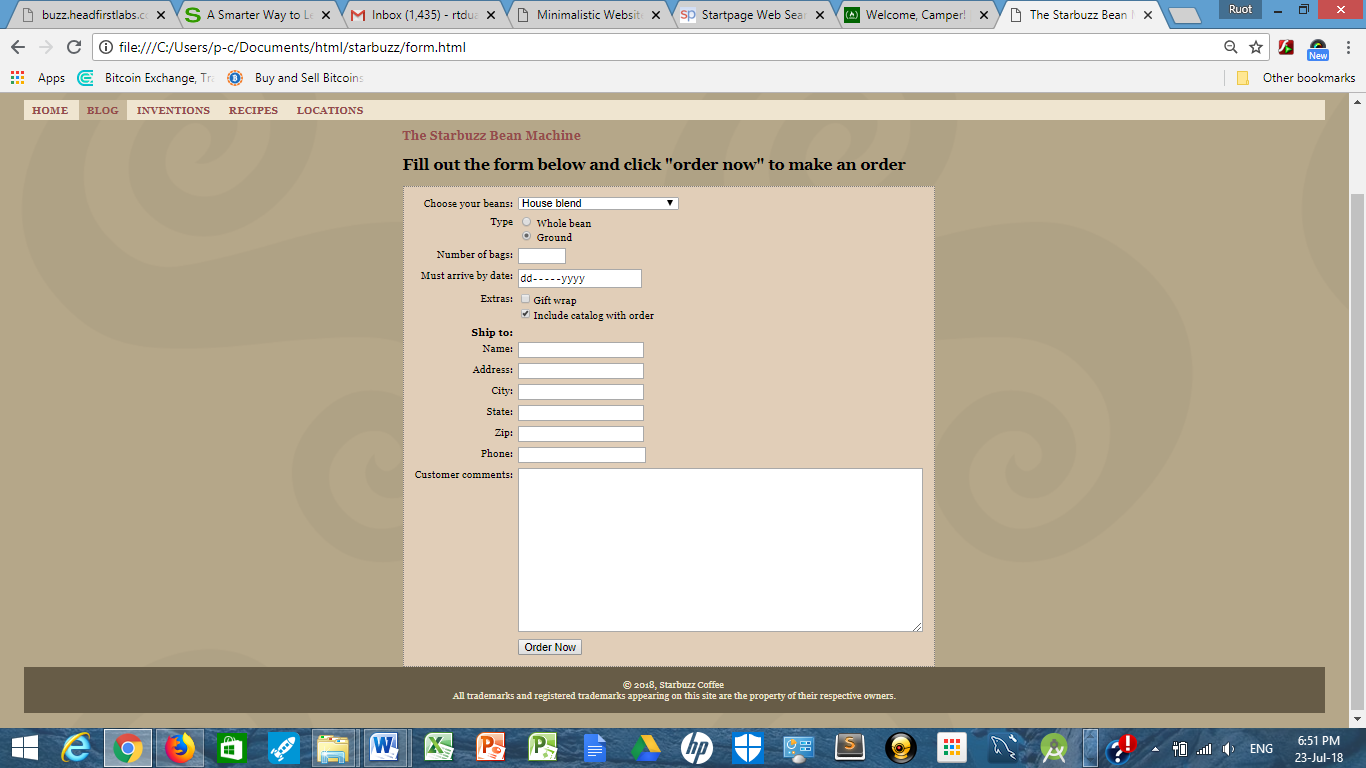 buzz.headfirstlabs.c
A Smarter Way to Le
Inbox (1,435) - rtdua
Minimalistic Website
Startpage Web Sear
Welcome, Camper!
The Starbuzz Bean M
Ruot
file:///C:/Users/p-c/Documents/html/starbuzz/form.html
New
Apps
Bitcoin Exchange, Tra
Buy and Sell Bitcoins
Other bookmarks
HOME BLOG INVENTIONS RECIPES LOCATIONS
The Starbuzz Bean Machine
Fill out the form below and click "order now" to make an order
Choose your beans: House blend
Type Whole bean
Ground
Number of bags:
Must arrive by date: dd-----yyyy
Extras: Gift wrap
Include catalog with order
Ship to:
Name:
Address:
City:
State:
Zip:
Phone:
Customer comments:
Order Now
© 2018, Starbuzz Coffee
All trademarks and registered trademarks appearing on this site are the property of their respective owners.
ENG
6:51 PM
23-Jul-18